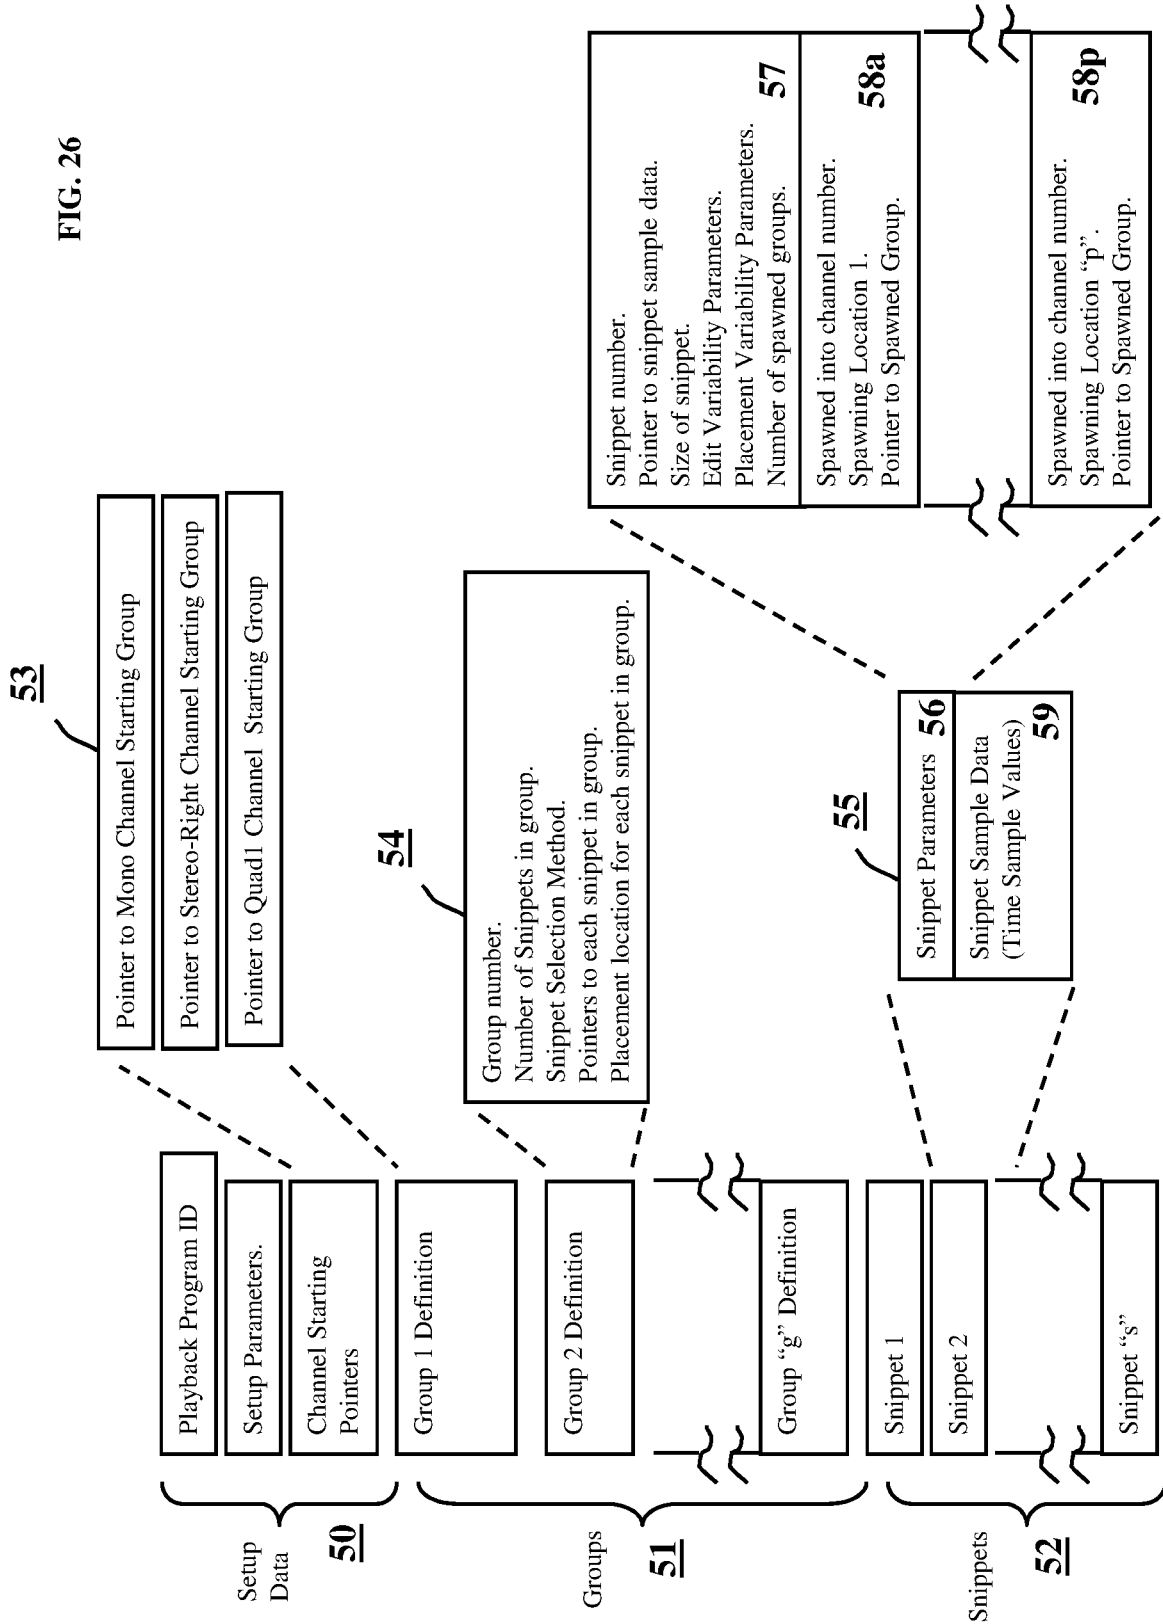 FIG. 26
Setup
Data
50
Groups
51
Snippets
52
Playback Program ID
Setup Parameters.
Channel Starting
Pointers
Group 1 Definition
Group 2 Definition
Group “g” Definition
Snippet 1
Snippet 2
Snippet “s”
53
Pointer to Mono Channel Starting Group
Pointer to Stereo-Right Channel Starting Group
Pointer to Quad1 Channel Starting Group
54
Group number.
Number of Snippets in group.
Snippet Selection Method.
Pointers to each snippet in group.
Placement location for each snippet in group.
55
Snippet Parameters 56
Snippet Sample Data
(Time Sample Values) 59
Snippet number.
Pointer to snippet sample data.
Size of snippet.
Edit Variability Parameters.
Placement Variability Parameters.
Number of spawned groups. 57
Spawned into channel number.
Spawning Location 1.
Pointer to Spawned Group. 58a
Spawned into channel number.
Spawning Location “p”.
Pointer to Spawned Group. 58p